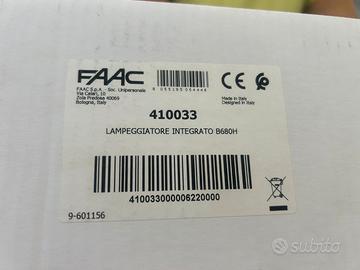 FAAC
FAAC S.p.A. - Soc. Unipersonale
Via Calari, 10
Zola Predosa 40069
Bologna, Italy
CE
Made in Italy
Designed in Italy
410033
LAMPEGGIATORE INTEGRATO B680H
410033000006220000
9-601156
subito